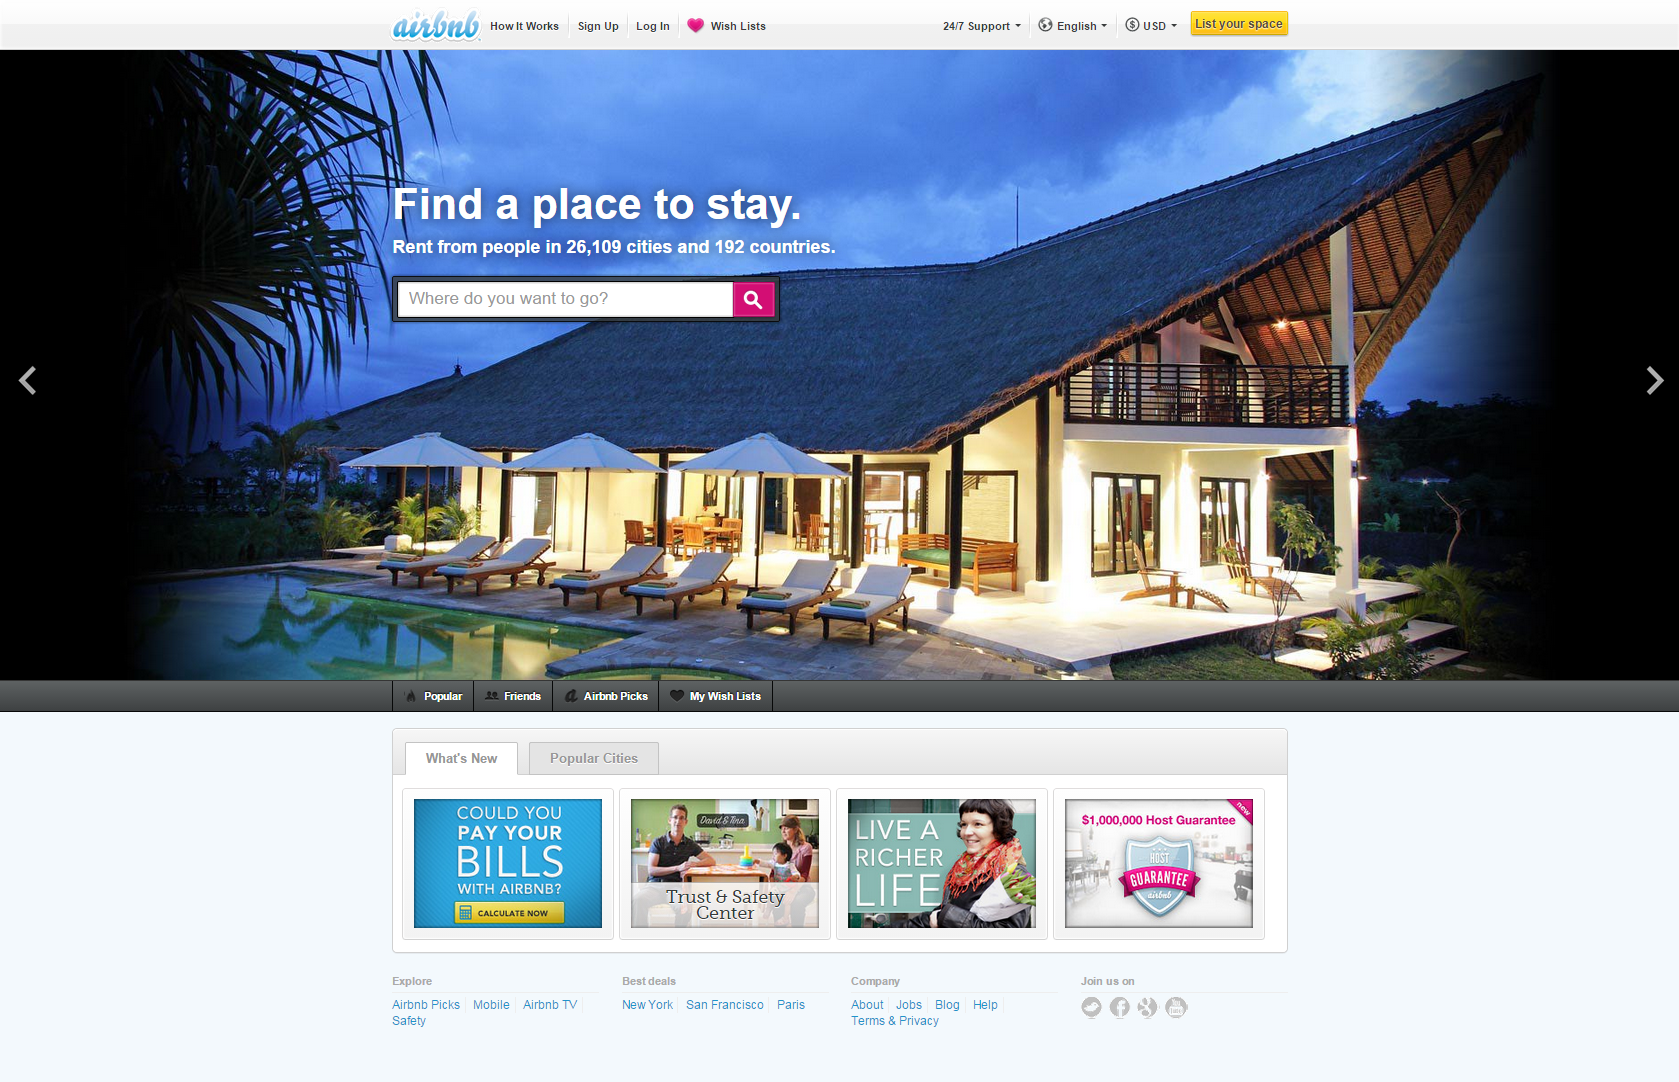 airbnb
How It Works
Sign Up
Log In
Wish Lists
24/7 Support
English
$ USD
List your space
Find a place to stay.
Rent from people in 26,109 cities and 192 countries.
Where do you want to go?
Popular
Friends
Airbnb Picks
My Wish Lists
What's New
Popular Cities
COULD YOU
PAY YOUR
BILLS
WITH AIRBNB?
CALCULATE NOW
David & Tina
Trust & Safety
Center
LIVE A
RICHER
LIFE
new
$1,000,000 Host Guarantee
HOST
GUARANTEE
airbnb
Explore
Airbnb Picks
Mobile
Airbnb TV
Safety
Best deals
New York
San Francisco
Paris
Company
About
Jobs
Blog
Help
Terms & Privacy
Join us on